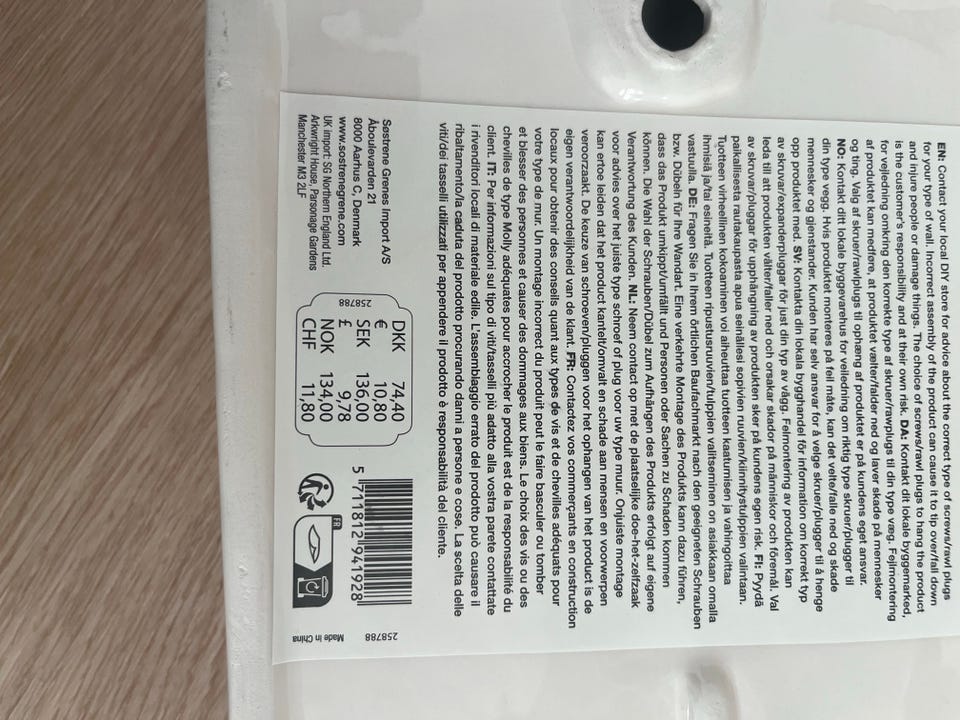 EN: Contact your local DIY store for advice about the correct type of screws/rawl plugs
for your type of wall. Incorrect assembly of the product can cause it to tip over/fall down
and injure people or damage things. The choice of screws/rawl plugs to hang the product
is the customer's responsibility and at their own risk. DA: Kontakt dit lokale byggemarked,
for vejledning omkring den korrekte type af skruer/rawplugs til din type væg. Fejlmontering
af produktet kan medføre, at produktet vælter/falder ned og laver skade på mennesker
og ting. Valg af skruer/rawlplugs til ophæng af produktet er på kundens eget ansvar.
NO: Kontakt ditt lokale byggevarehus for veiledning om riktig type skruer/plugger til
din type vegg. Hvis produktet monteres på feil måte, kan det velte/falle ned og skade
mennesker og gjenstander. Kunden har selv ansvar for å velge skruer/plugger til å henge
opp produktet med. SV: Kontakta din lokala bygghandel för information om korrekt typ
av skruvar/expanderpluggar för just din typ av vägg. Felmontering av produkten kan
leda till att produkten välter/faller ned och orsakar skador på människor och föremål. Val
av skruvar/pluggar för upphängning av produkten sker på kundens egen risk. FI: Pyydä
paikallisesta rautakaupasta apua seinällesi sopivien ruuvien/kiinnitystulppien valintaan.
Tuotteen virheellinen kokoaminen voi aiheuttaa tuotteen kaatumisen ja vahingoittaa
ihmisiä ja/tai esineitä. Tuotteen ripustusruuvien/tulppien valitseminen on asiakkaan omalla
vastuulla. DE: Fragen Sie in Ihrem örtlichen Baufachmarkt nach den geeigneten Schrauben
bzw. Dübeln für Ihre Wandart. Eine verkehrte Montage des Produkts kann dazu führen,
dass das Produkt umkippt/umfällt und Personen oder Sachen zu Schaden kommen
können. Die Wahl der Schrauben/Dübel zum Aufhängen des Produkts erfolgt auf eigene
Verantwortung des Kunden. NL: Neem contact op met de plaatselijke doe-het-zelfzaak
voor advies over het juiste type schroef of plug voor uw type muur. Onjuiste montage
kan ertoe leiden dat het product kantelt/omvalt en schade aan mensen en voorwerpen
veroorzaakt. De keuze van schroeven/pluggen voor het ophangen van het product is de
eigen verantwoordelijkheid van de klant. FR: Contactez vos commerçants en construction
locaux pour obtenir des conseils quant aux types de vis et de chevilles adéquats pour
votre type de mur. Un montage incorrect du produit peut le faire basculer ou tomber
et blesser des personnes et causer des dommages aux biens. Le choix des vis ou des
chevilles de type Molly adéquates pour accrocher le produit est de la responsabilité du
client. IT: Per informazioni sul tipo di viti/tasselli più adatto alla vostra parete contattate
i rivenditori locali di materiale edile. L'assemblaggio errato del prodotto può causare il
ribaltamento/la caduta del prodotto procurando danni a persone e cose. La scelta delle
viti/dei tasselli utilizzati per appendere il prodotto è responsabilità del cliente.
Søstrene Grenes Import A/S
Åboulevarden 21
8000 Aarhus C, Denmark
www.sostrenegrene.com
UK import: SG Northern England Ltd.
Arkwright House, Parsonage Gardens
Manchester M3 2LF
258788
DKK 74,40
€ 10,80
SEK 136,00
£ 9,78
NOK 134,00
CHF 11,80
5 711812 941928
FR
258788
Made in China